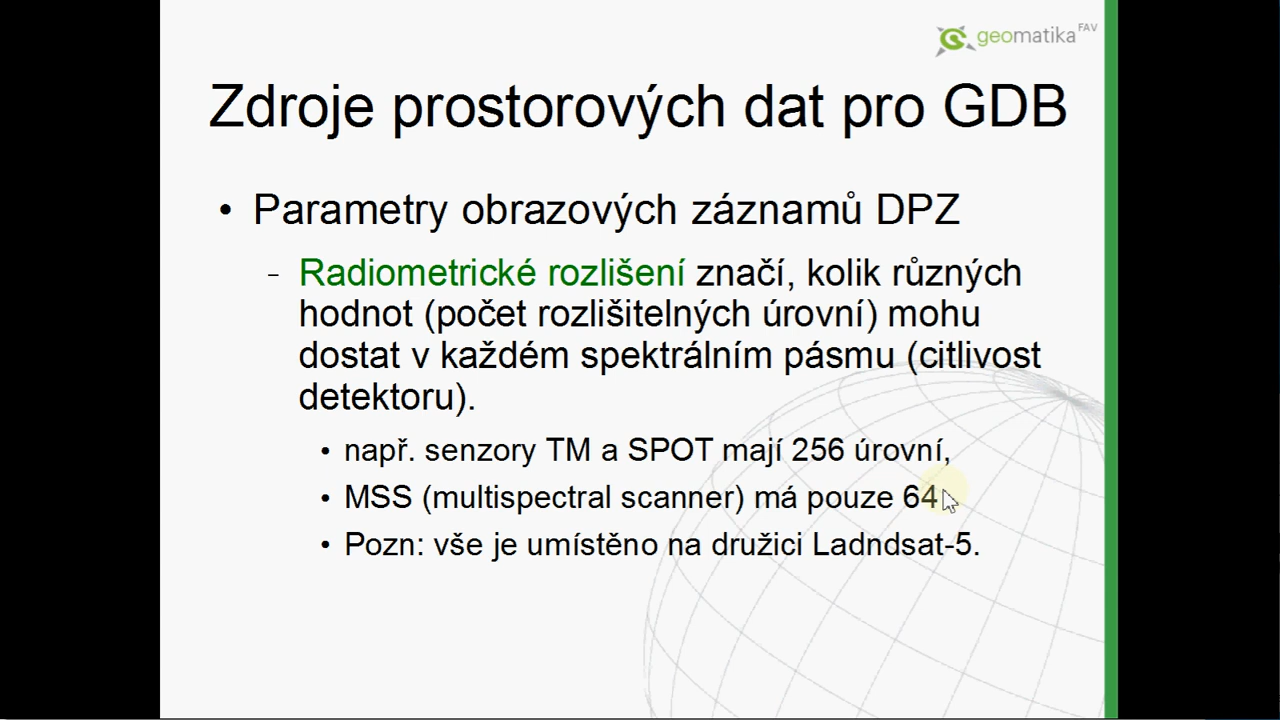 geomatika FAV
Zdroje prostorových dat pro GDB
• Parametry obrazových záznamů DPZ
– Radiometrické rozlišení značí, kolik různých
hodnot (počet rozlišitelných úrovní) mohu
dostat v každém spektrálním pásmu (citlivost
detektoru).
• např. senzory TM a SPOT mají 256 úrovní,
• MSS (multispectral scanner) má pouze 64
• Pozn: vše je umístěno na družici Ladndsat-5.